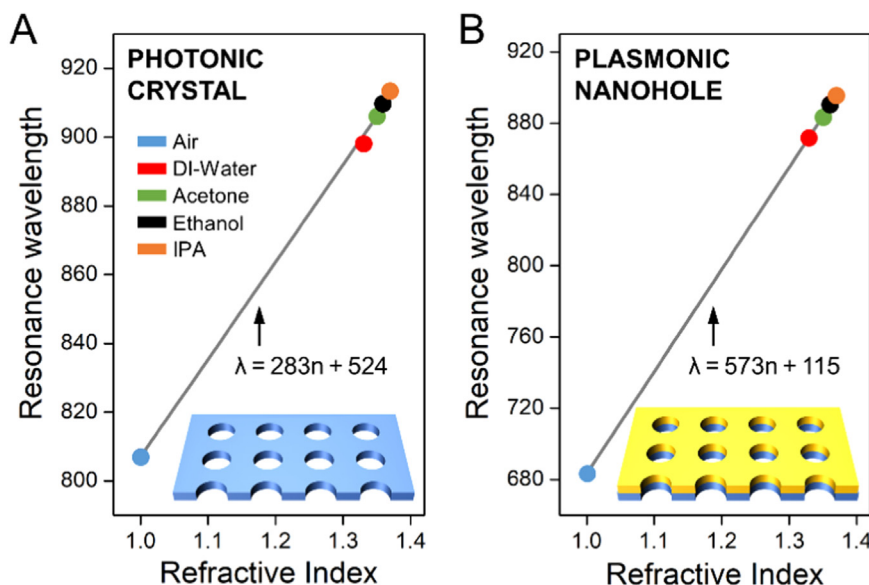 A
PHOTONIC
CRYSTAL
Resonance wavelength
920
900
880
860
840
820
800
Air
DI-Water
Acetone
Ethanol
IPA
λ = 283n + 524
1.0
1.1
1.2
1.3
1.4
Refractive Index
B
PLASMONIC
NANOHOLE
Resonance wavelength
920
880
840
800
760
720
680
λ = 573n + 115
1.0
1.1
1.2
1.3
1.4
Refractive Index